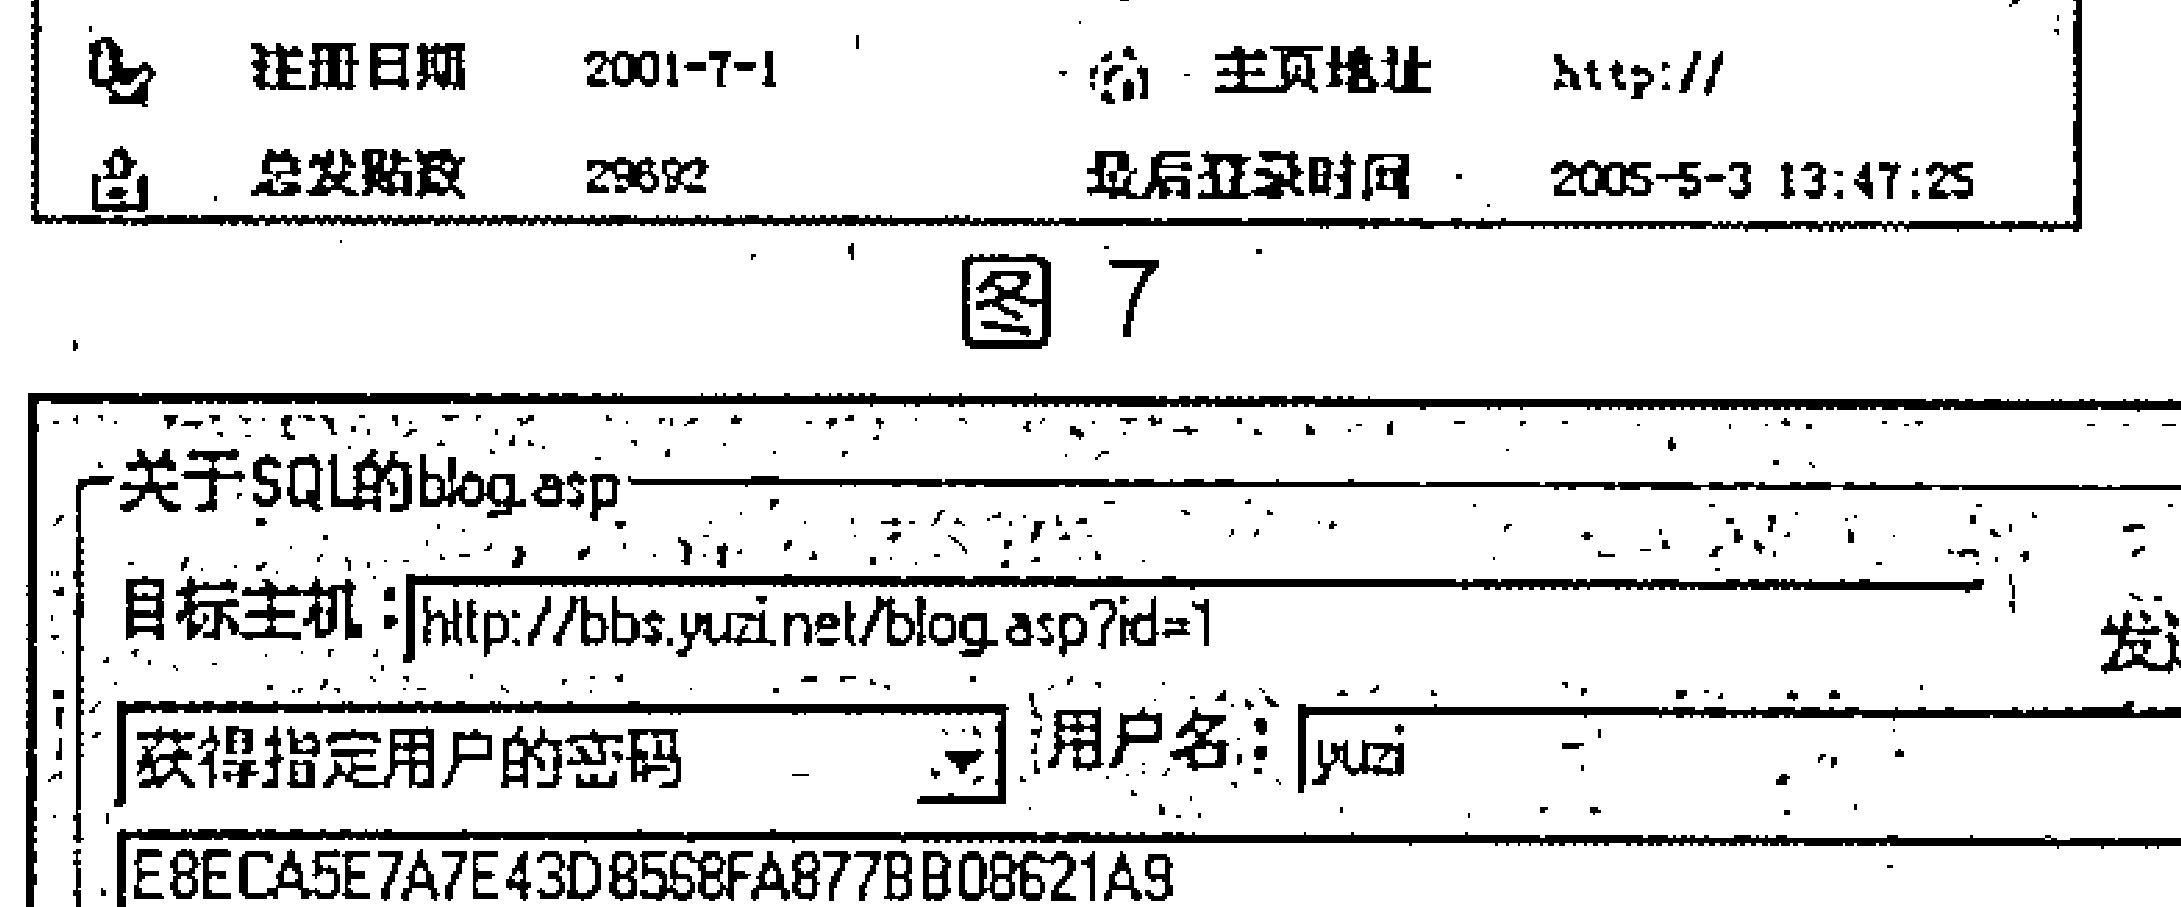 注册日期 2001-7-1 主页地址 http://
总发贴数 29692 最后登录时间 2005-5-3 13:47:25
图 7
关于SQL的blog.asp
目标主机：http://bbs.yuzi.net/blog.asp?id=1 发
获得指定用户的密码 用户名：yuzi
E8ECA5E7A7E43D8568FA877BB08621A9